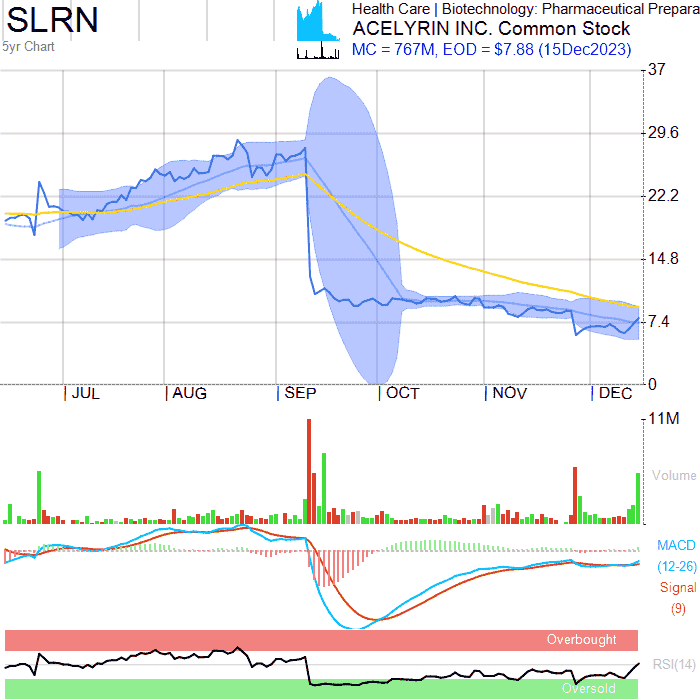 SLRN
5yr Chart
Health Care | Biotechnology: Pharmaceutical Prepara
ACELYRIN INC. Common Stock
MC = 767M, EOD = $7.88 (15Dec2023)
37
29.6
22.2
14.8
7.4
0
JUL AUG SEP OCT NOV DEC
11M
Volume
MACD
(12-26)
Signal
(9)
Overbought
RSI(14)
Oversold